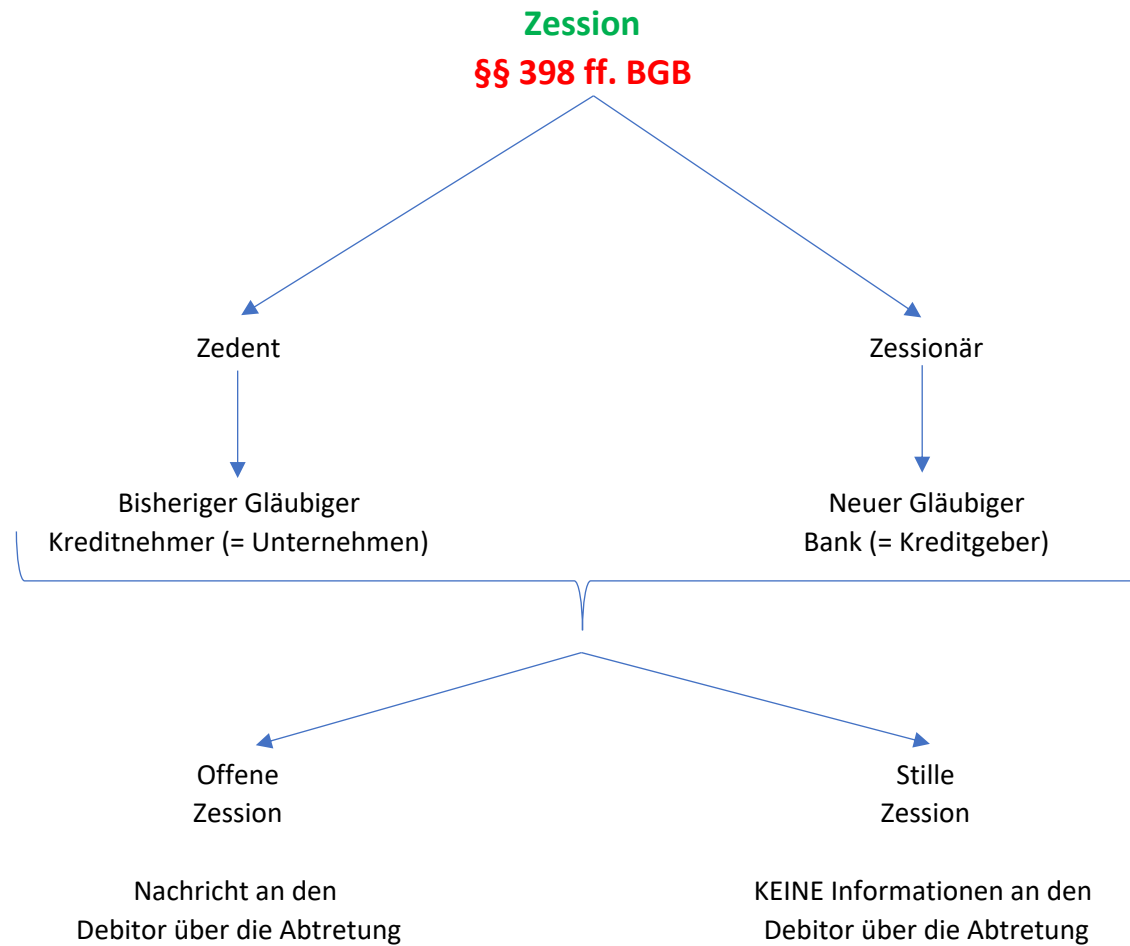 Zession
§§ 398 ff. BGB
Zedent
Zessionär
Bisheriger Gläubiger
Kreditnehmer (= Unternehmen)
Neuer Gläubiger
Bank (= Kreditgeber)
Offene
Zession
Stille
Zession
Nachricht an den
Debitor über die Abtretung
KEINE Informationen an den
Debitor über die Abtretung